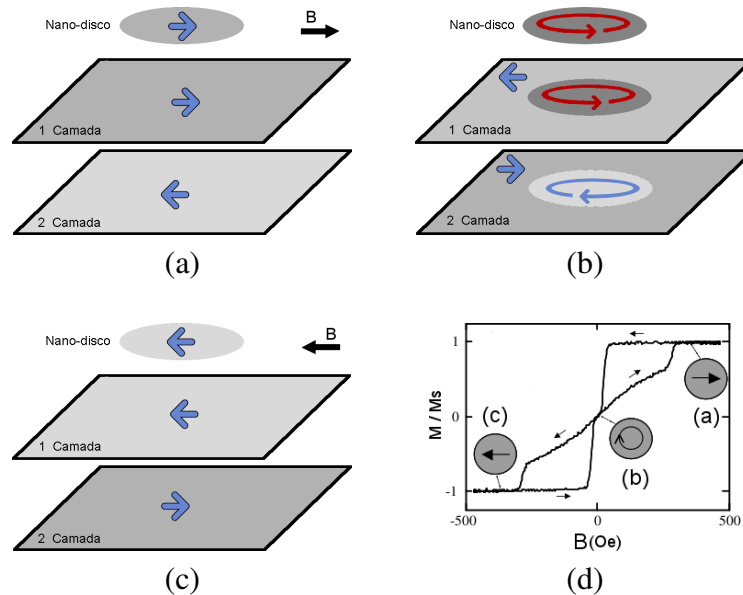 Nano-disco
B
1 Camada
2 Camada
(a)
Nano-disco
1 Camada
2 Camada
(b)
Nano-disco
B
1 Camada
2 Camada
(c)
M / Ms
1
0
-1
-500
0
500
B(Oe)
(a)
(b)
(c)
(d)